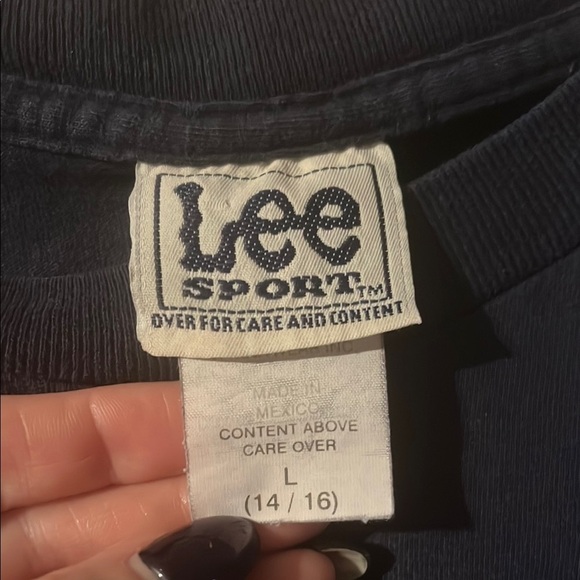 Lee
SPORT™
OVER FOR CARE AND CONTENT
MADE IN
MEXICO
CONTENT ABOVE
CARE OVER
L
(14 / 16)